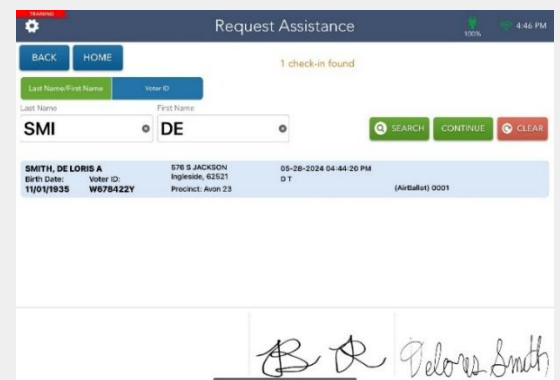 TRAINING
Request Assistance
100%
4:46 PM
BACK
HOME
1 check-in found
Last Name/First Name
Voter ID
Last Name
First Name
SMI
DE
SEARCH
CONTINUE
CLEAR
SMITH, DE LORIS A
576 S JACKSON
05-28-2024 04:44:20 PM
Birth Date:
Voter ID:
Ingleside, 62521
D T
11/01/1935
W678422Y
Precinct: Avon 23
(AirBallot) 0001
Delores Smith